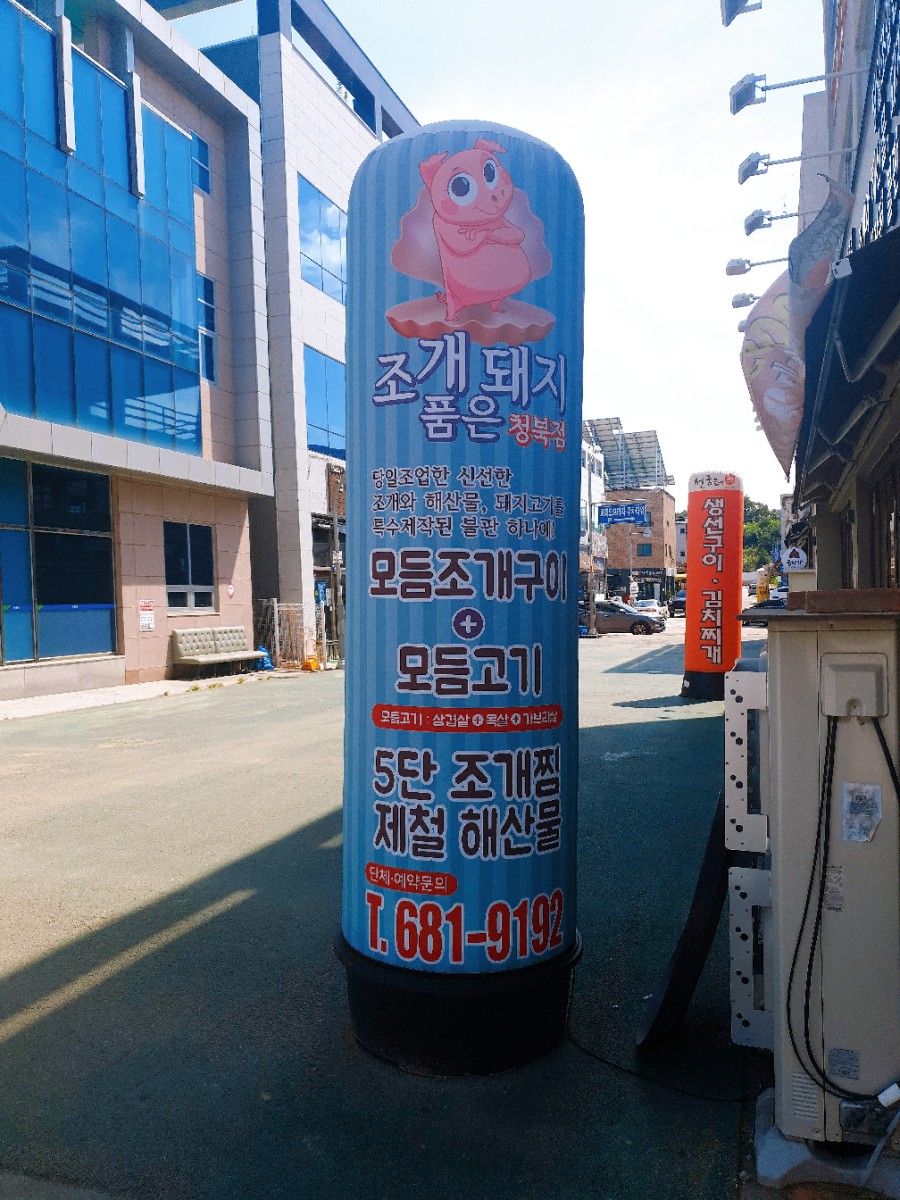 조개 돼지
품은 청북점
당일조업한 신선한
조개와 해산물, 돼지고기를
특수제작된 불판 하나에!
모듬조개구이
+
모듬고기
모듬고기 : 삼겹살 + 목살 + 가브리살
5단 조개찜
제철 해산물
단체·예약문의
T. 681-9192
생선구이 · 김치찌개